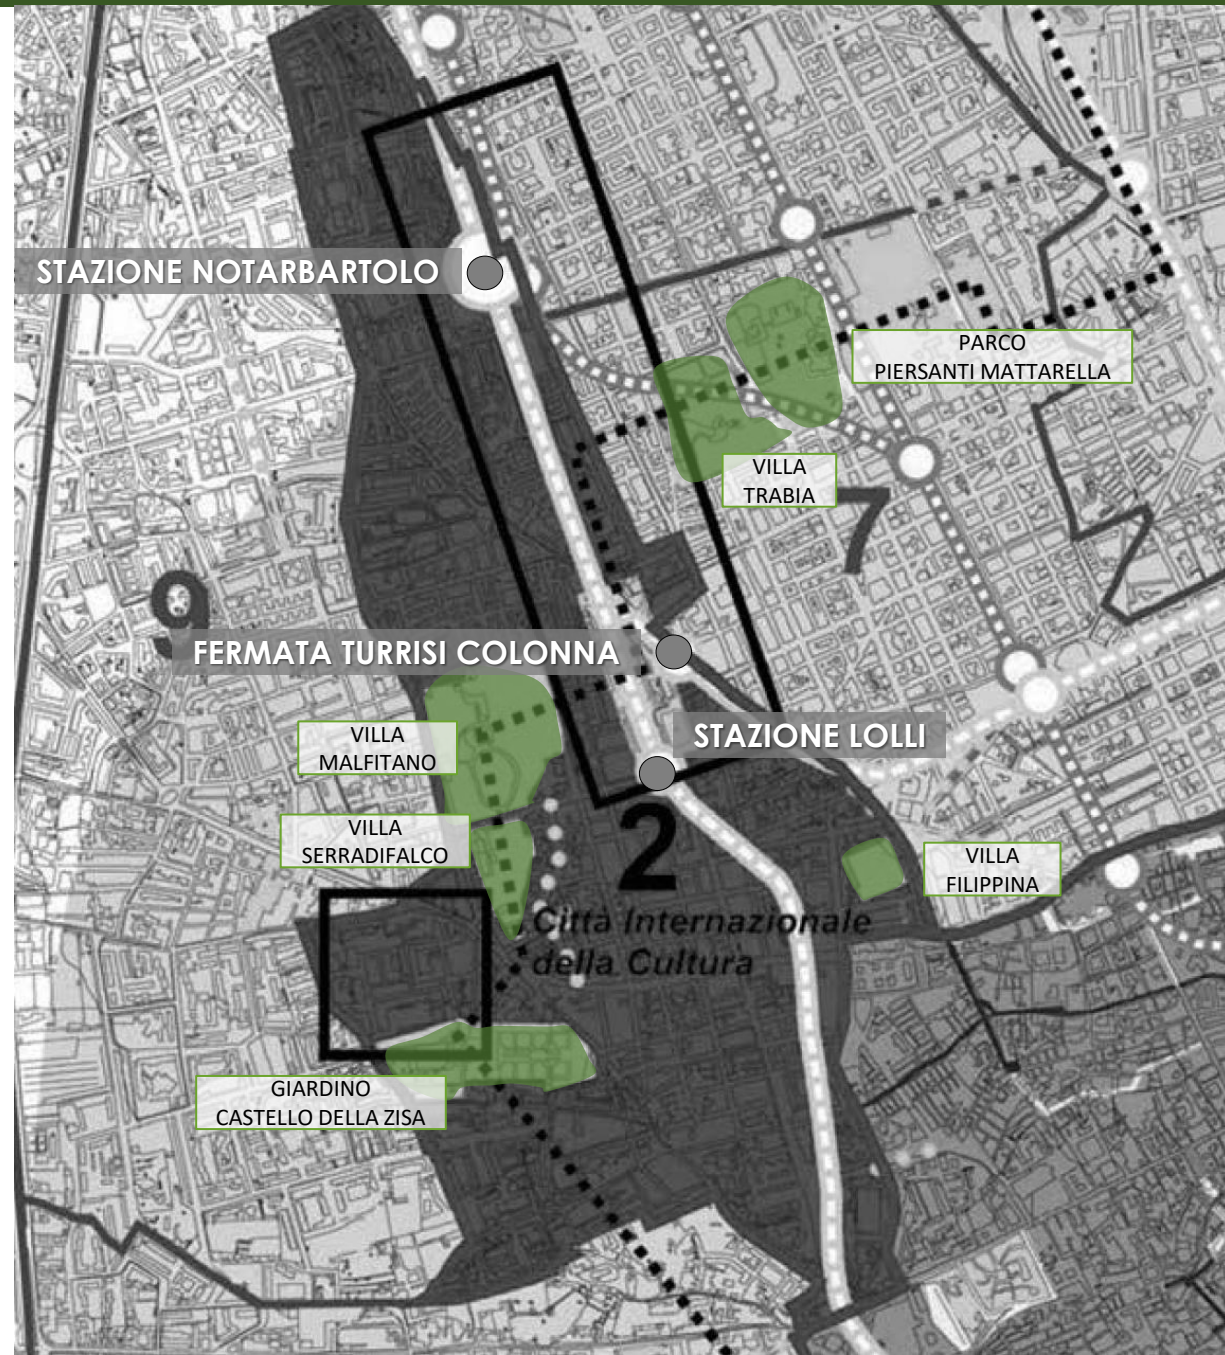 STAZIONE NOTARBARTOLO
PARCO
PIERSANTI MATTARELLA
VILLA
TRABIA
7
9
FERMATA TURRISI COLONNA
VILLA
MALFITANO
STAZIONE LOLLI
VILLA
SERRADIFALCO
2
VILLA
FILIPPINA
Città Internazionale
della Cultura
GIARDINO
CASTELLO DELLA ZISA